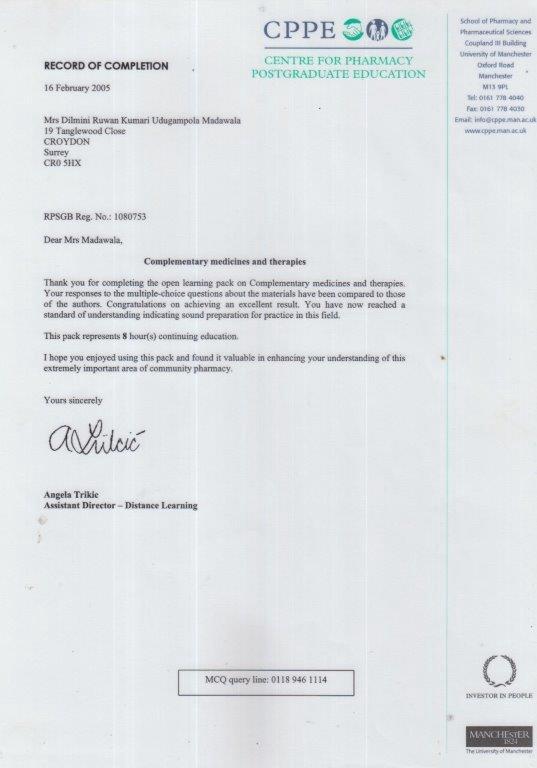 CPPE
CENTRE FOR PHARMACY
POSTGRADUATE EDUCATION
School of Pharmacy and
Pharmaceutical Sciences
Coupland III Building
University of Manchester
Oxford Road
Manchester
M13 9PL
Tel: 0161 778 4040
Fax: 0161 778 4030
Email: info@cppe.man.ac.uk
www.cppe.man.ac.uk
RECORD OF COMPLETION
16 February 2005
Mrs Dilmini Ruwan Kumari Udugampola Madawala
19 Tanglewood Close
CROYDON
Surrey
CR0 5HX
RPSGB Reg. No.: 1080753
Dear Mrs Madawala,
Complementary medicines and therapies
Thank you for completing the open learning pack on Complementary medicines and therapies.
Your responses to the multiple-choice questions about the materials have been compared to those
of the authors. Congratulations on achieving an excellent result. You have now reached a
standard of understanding indicating sound preparation for practice in this field.
This pack represents 8 hour(s) continuing education.
I hope you enjoyed using this pack and found it valuable in enhancing your understanding of this
extremely important area of community pharmacy.
Yours sincerely
Angela Trikic
Assistant Director – Distance Learning
MCQ query line: 0118 946 1114
INVESTOR IN PEOPLE
MANCHESTER
1824
The University of Manchester